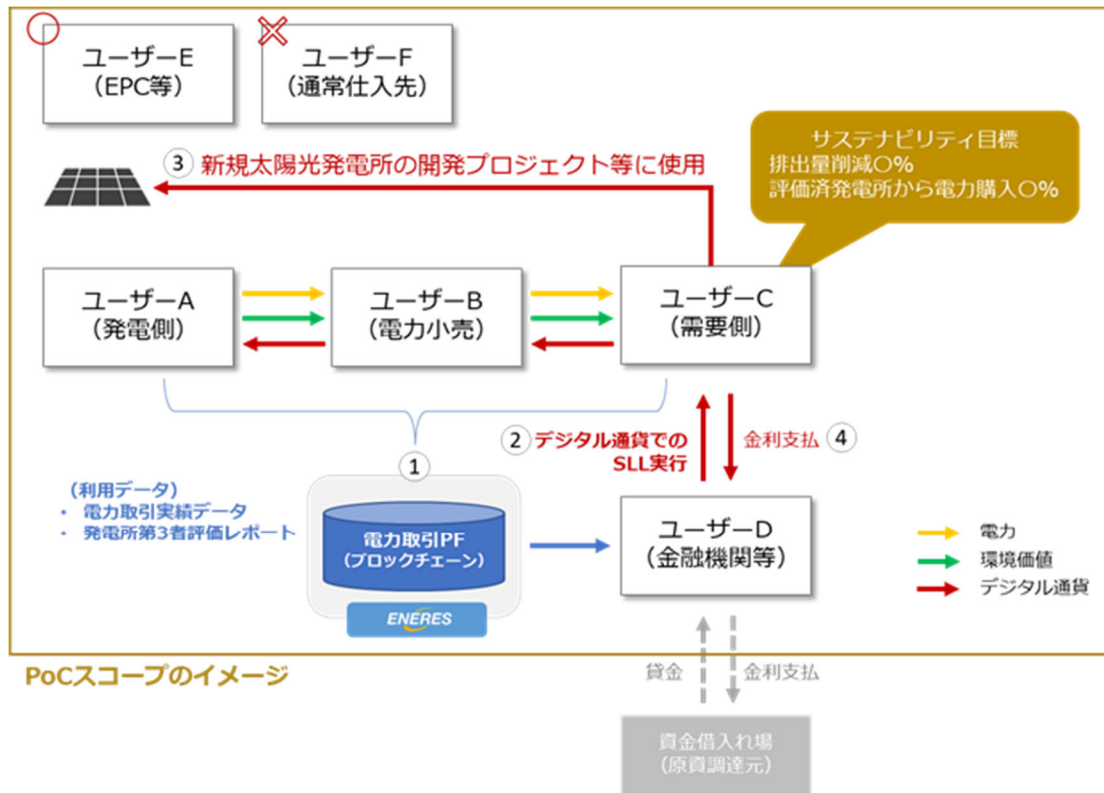 ユーザーE
(EPC等)
ユーザーF
(通常仕入先)
サステナビリティ目標
排出量削減〇%
評価済発電所から電力購入〇%
③ 新規太陽光発電所の開発プロジェクト等に使用
ユーザーA
(発電側)
ユーザーB
(電力小売)
ユーザーC
(需要側)
①
② デジタル通貨での
SLL実行
金利支払 ④
(利用データ)
・ 電力取引実績データ
・ 発電所第3者評価レポート
電力取引PF
(ブロックチェーン)
ENERES
ユーザーD
(金融機関等)
電力
環境価値
デジタル通貨
PoCスコープのイメージ
貸金
金利支払
資金借入れ場
(原資調達元)